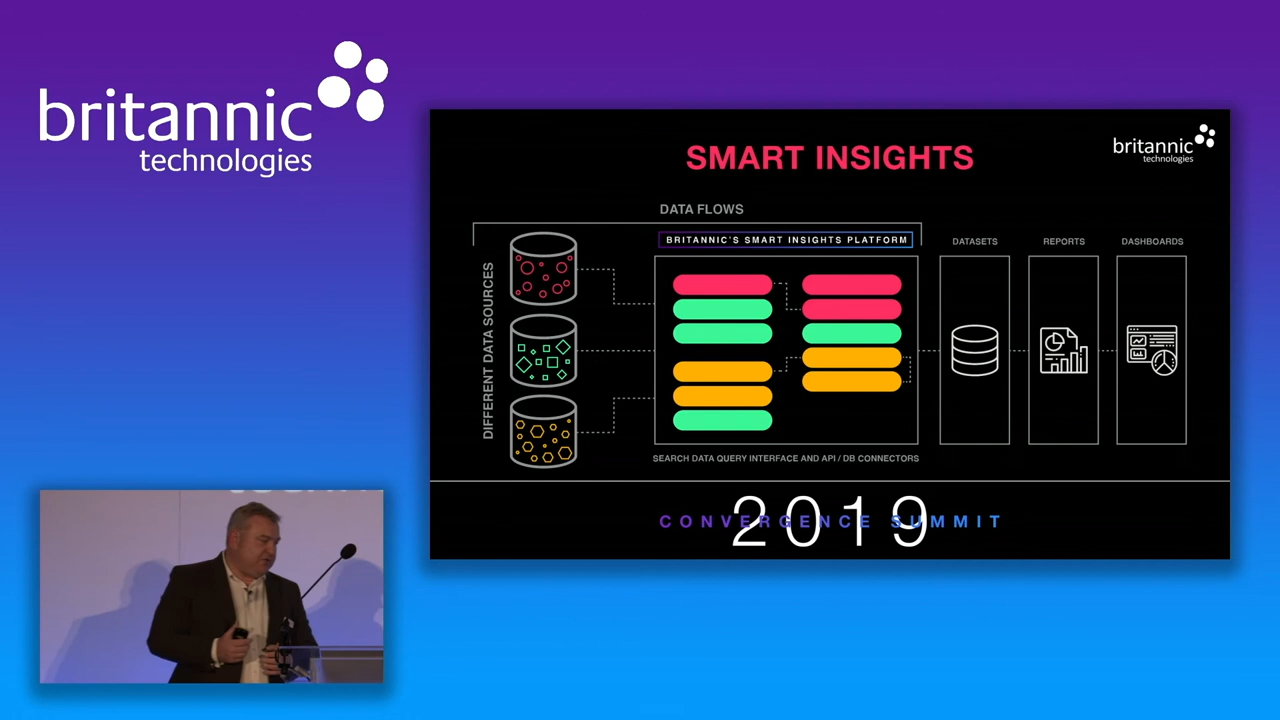 britannic
technologies
SMART INSIGHTS
britannic
technologies
DATA FLOWS
BRITANNIC'S SMART INSIGHTS PLATFORM
DATASETS
REPORTS
DASHBOARDS
DIFFERENT DATA SOURCES
SEARCH DATA QUERY INTERFACE AND API / DB CONNECTORS
CONVERGENCE SUMMIT
2019